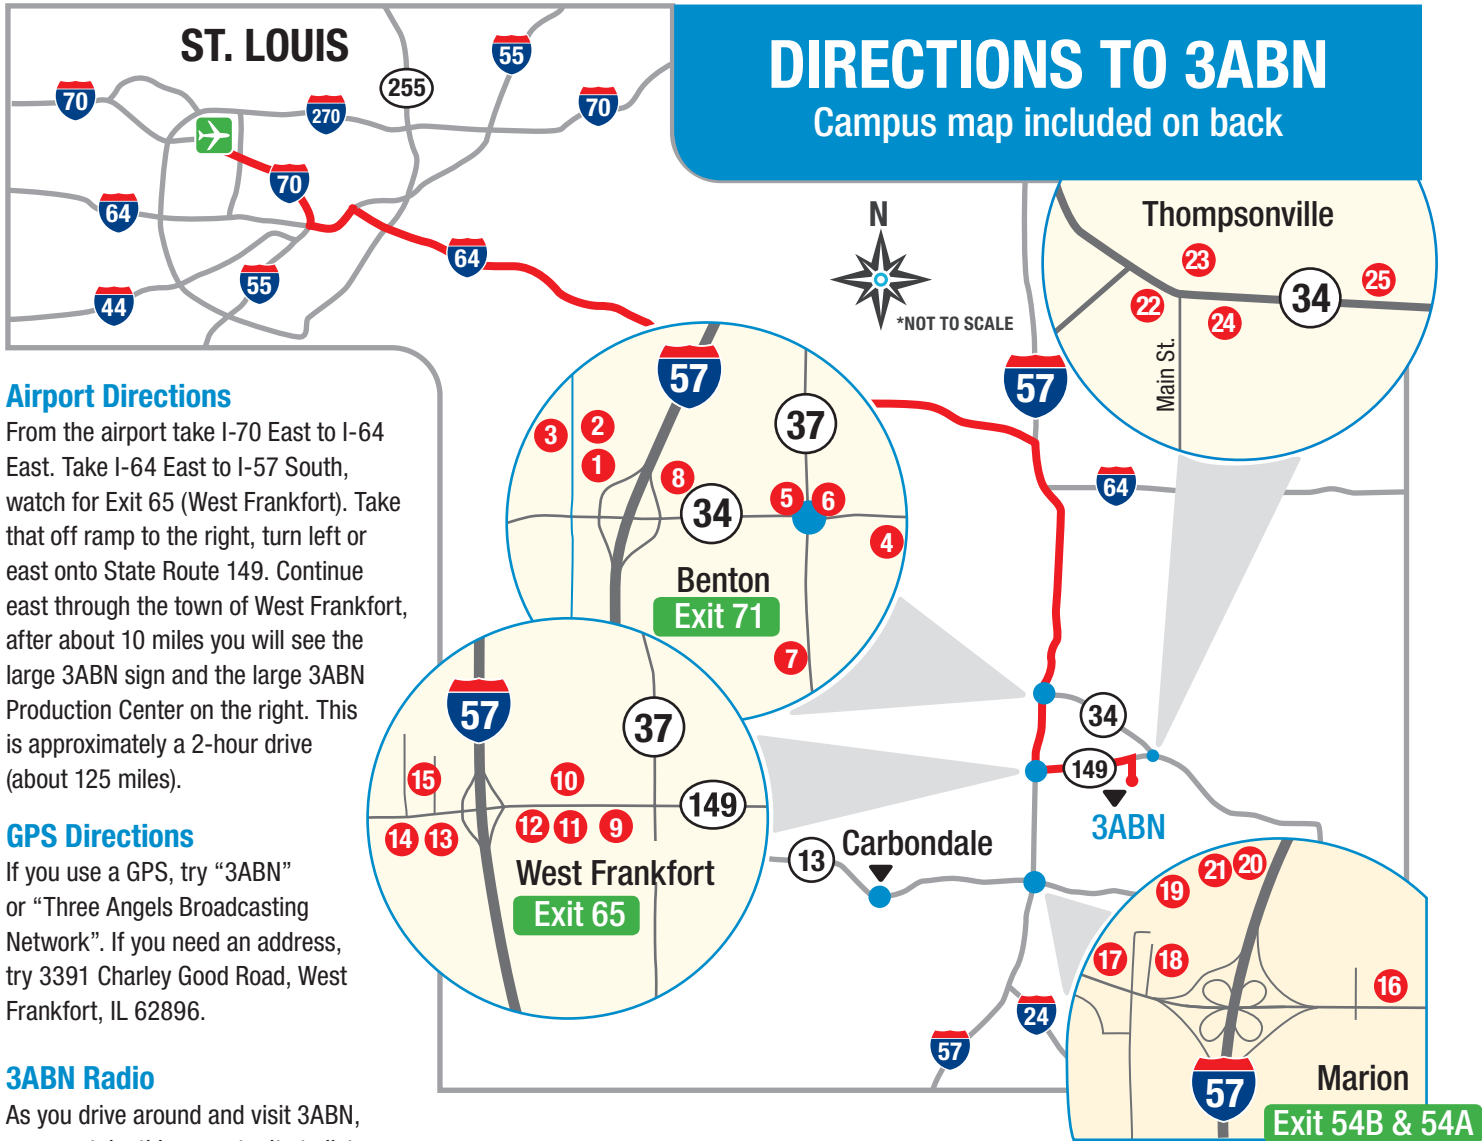 ST. LOUIS
55
255
70
270
70
70
64
64
55
44
DIRECTIONS TO 3ABN
Campus map included on back
N
*NOT TO SCALE
Thompsonville
23
25
34
22
24
Main St.
57
64
Airport Directions
From the airport take I-70 East to I-64
East. Take I-64 East to I-57 South,
watch for Exit 65 (West Frankfort). Take
that off ramp to the right, turn left or
east onto State Route 149. Continue
east through the town of West Frankfort,
after about 10 miles you will see the
large 3ABN sign and the large 3ABN
Production Center on the right. This
is approximately a 2-hour drive
(about 125 miles).
GPS Directions
If you use a GPS, try “3ABN”
or “Three Angels Broadcasting
Network”. If you need an address,
try 3391 Charley Good Road, West
Frankfort, IL 62896.
3ABN Radio
As you drive around and visit 3ABN,
57
37
3
2
1
8
34
5
6
4
Benton
Exit 71
7
57
37
15
10
149
14
13
12
11
9
West Frankfort
Exit 65
34
149
3ABN
13
Carbondale
24
57
21
20
19
17
18
16
57
Marion
Exit 54B & 54A